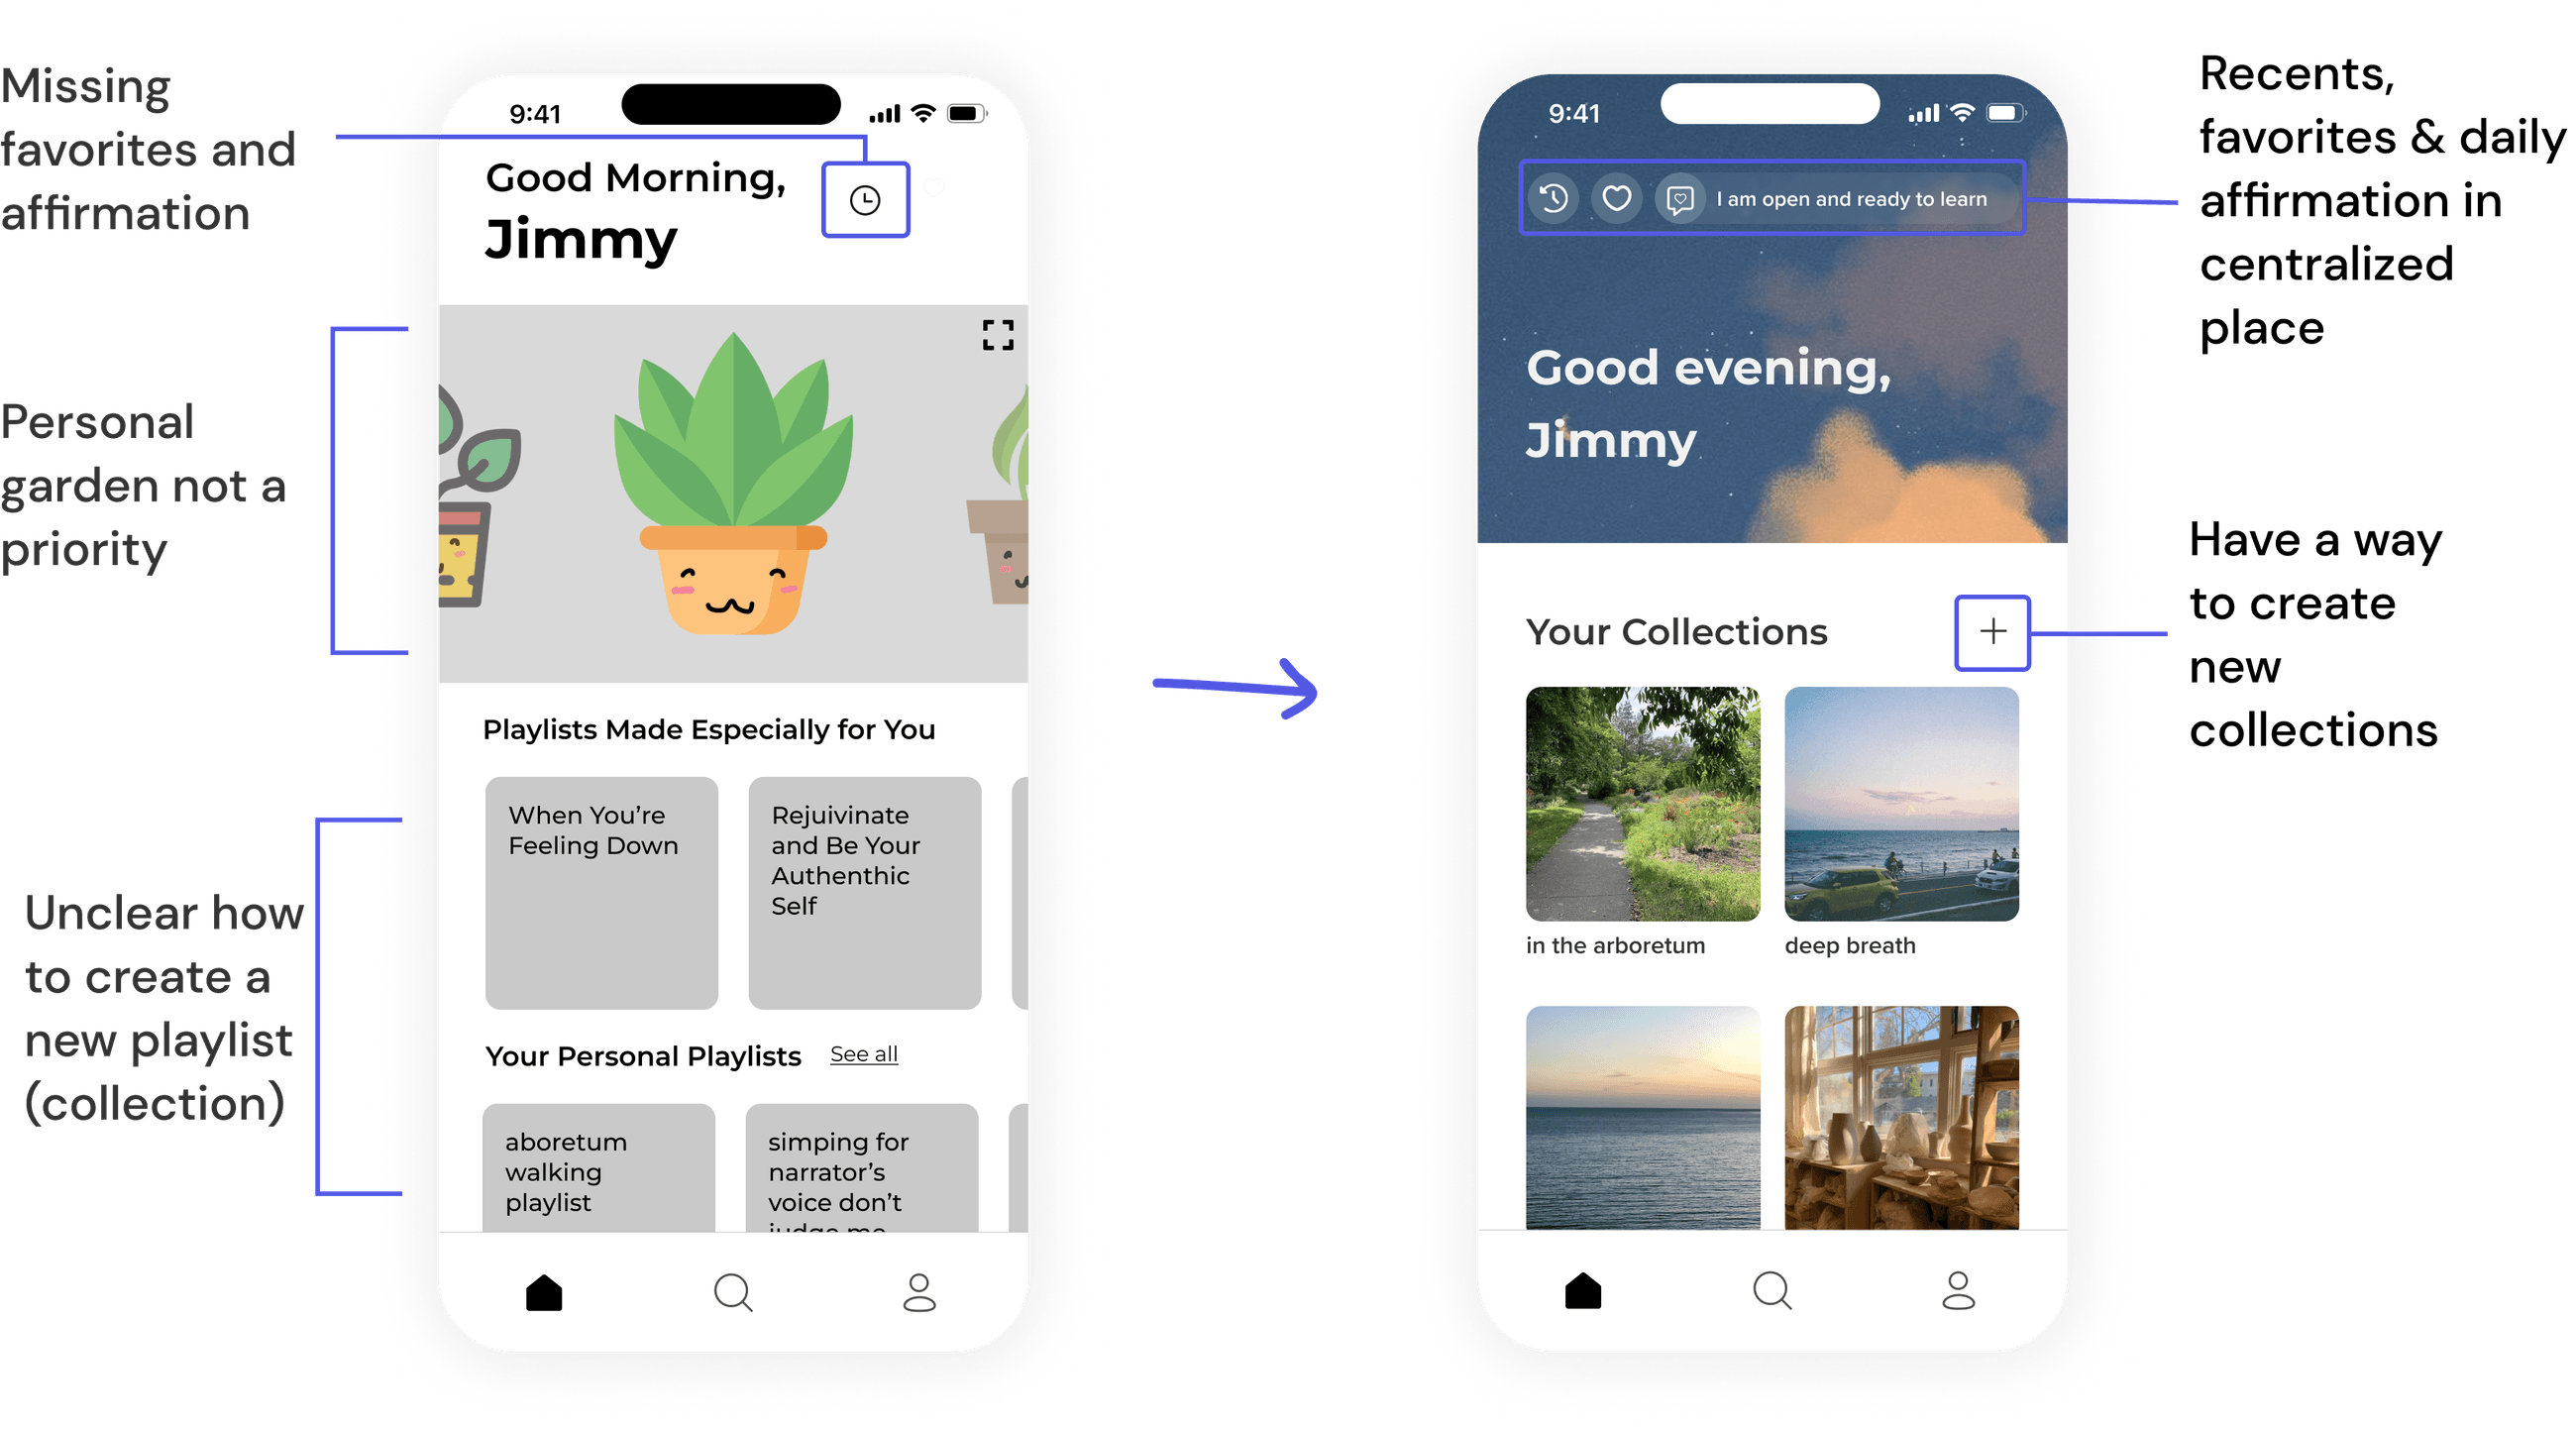 Missing
favorites and
affirmation
Personal
garden not a
priority
Unclear how
to create a
new playlist
(collection)
9:41
Good Morning,
Jimmy
Playlists Made Especially for You
When You’re
Feeling Down
Rejuivinate
and Be Your
Authenthic
Self
Your Personal Playlists See all
aboretum
walking
playlist
simping for
narrator’s
voice don’t
judge me
9:41
I am open and ready to learn
Good evening,
Jimmy
Your Collections
in the arboretum
deep breath
Recents,
favorites & daily
affirmation in
centralized
place
Have a way
to create
new
collections